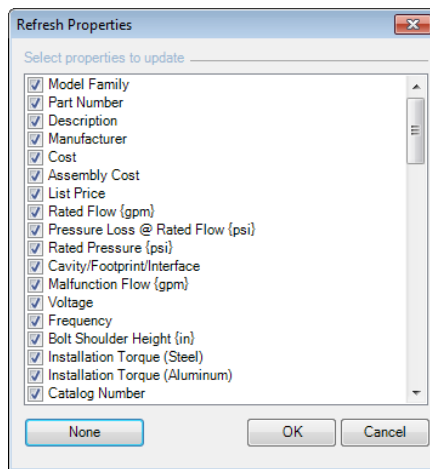 Refresh Properties
Select properties to update
Model Family
Part Number
Description
Manufacturer
Cost
Assembly Cost
List Price
Rated Flow {gpm}
Pressure Loss @ Rated Flow {psi}
Rated Pressure {psi}
Cavity/Footprint/Interface
Malfunction Flow {gpm}
Voltage
Frequency
Bolt Shoulder Height {in}
Installation Torque (Steel)
Installation Torque (Aluminum)
Catalog Number
None OK Cancel